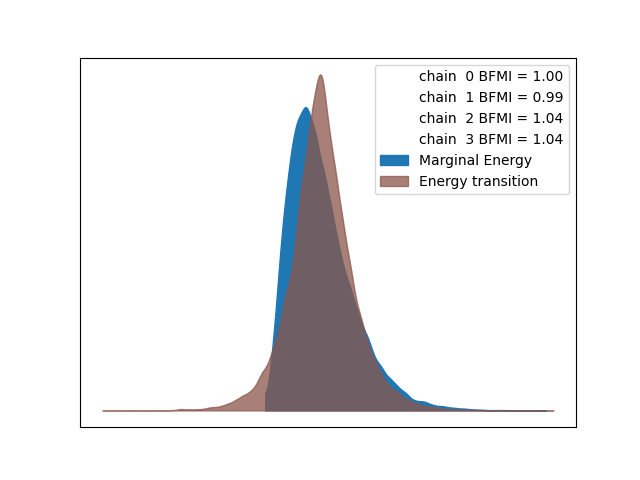 chain  0 BFMI = 1.00
chain  1 BFMI = 0.99
chain  2 BFMI = 1.04
chain  3 BFMI = 1.04
Marginal Energy
Energy transition